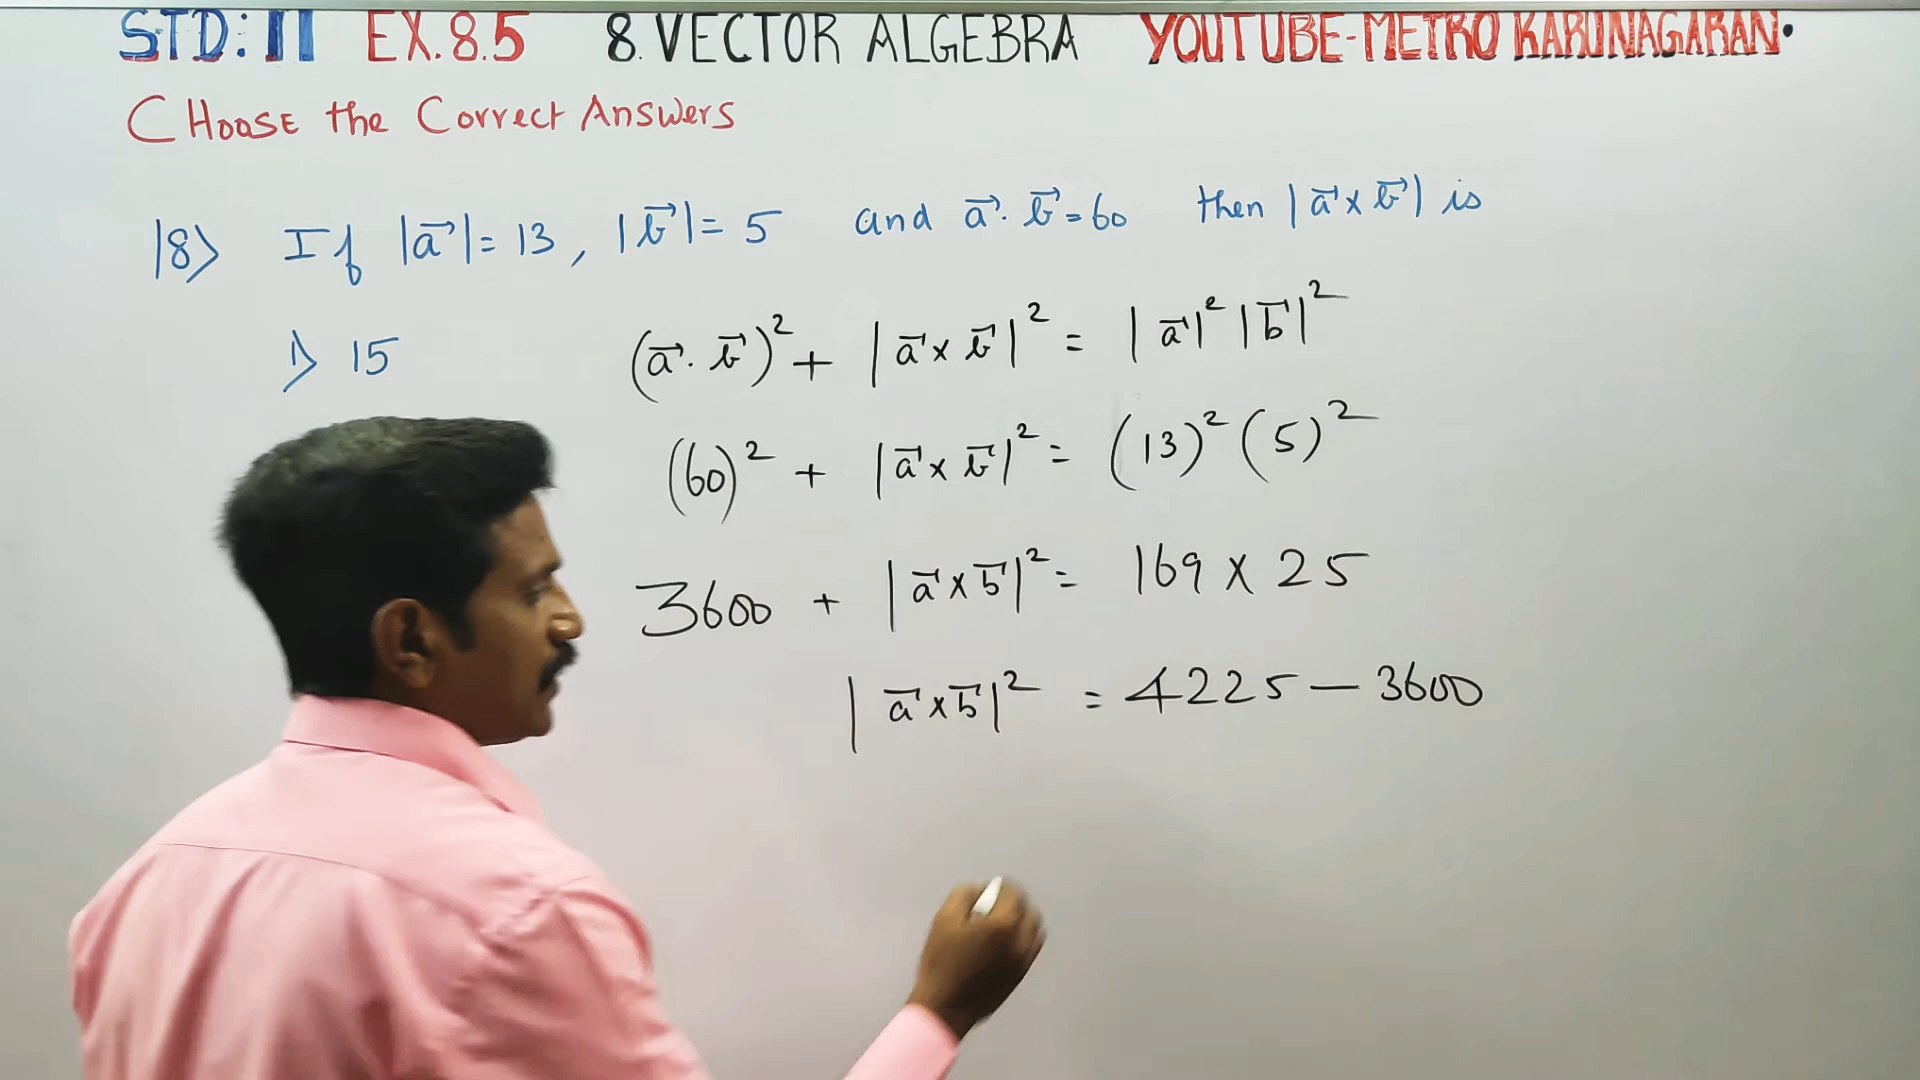 STD: 11 EX. 8.5 8. VECTOR ALGEBRA YOUTUBE-METRO KARUNAGARAN.
CHOOSE the Correct Answers
18> If |a⃗| = 13, |b⃗| = 5 and a⃗ . b⃗ = 60 then |a⃗ x b⃗| is
1> 15
(a⃗ . b⃗)² + |a⃗ x b⃗|² = |a⃗|² |b⃗|²
(60)² + |a⃗ x b⃗|² = (13)² (5)²
3600 + |a⃗ x b⃗|² = 169 x 25
|a⃗ x b⃗|² = 4225 — 3600